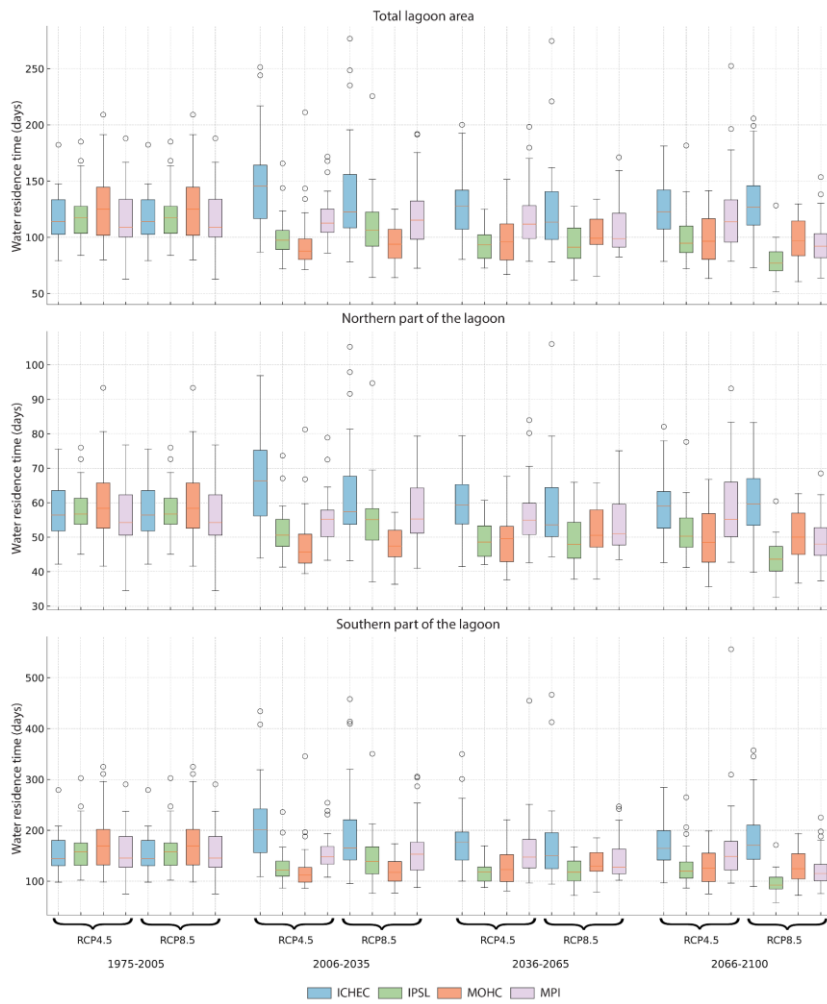 Total lagoon area
Water residence time (days)
250
200
150
100
50
Northern part of the lagoon
Water residence time (days)
100
90
80
70
60
50
40
30
Southern part of the lagoon
Water residence time (days)
500
400
300
200
100
RCP4.5 RCP8.5 RCP4.5 RCP8.5 RCP4.5 RCP8.5 RCP4.5 RCP8.5
1975-2005 2006-2035 2036-2065 2066-2100
ICHEC IPSL MOHC MPI